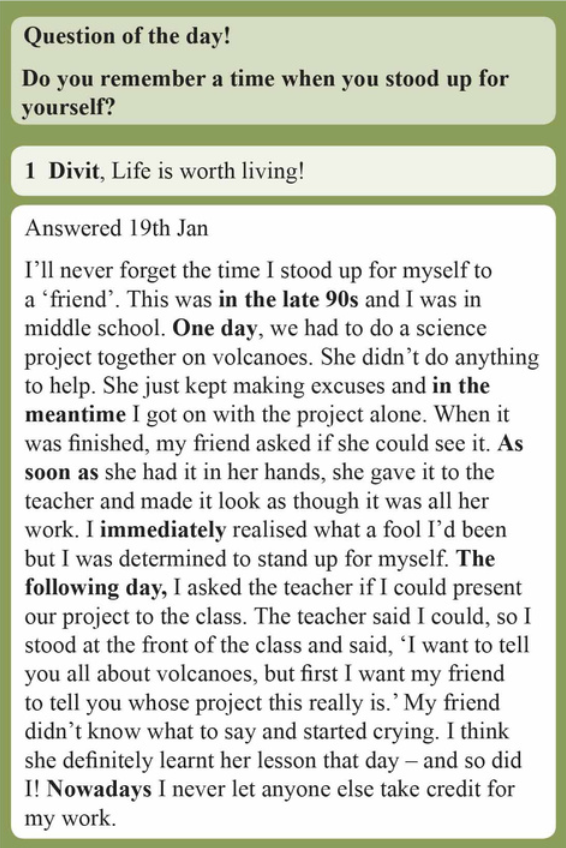 Question of the day!
Do you remember a time when you stood up for
yourself?
1 Divit, Life is worth living!
Answered 19th Jan
I’ll never forget the time I stood up for myself to
a ‘friend’. This was in the late 90s and I was in
middle school. One day, we had to do a science
project together on volcanoes. She didn’t do anything
to help. She just kept making excuses and in the
meantime I got on with the project alone. When it
was finished, my friend asked if she could see it. As
soon as she had it in her hands, she gave it to the
teacher and made it look as though it was all her
work. I immediately realised what a fool I’d been
but I was determined to stand up for myself. The
following day, I asked the teacher if I could present
our project to the class. The teacher said I could, so I
stood at the front of the class and said, ‘I want to tell
you all about volcanoes, but first I want my friend
to tell you whose project this really is.’ My friend
didn’t know what to say and started crying. I think
she definitely learnt her lesson that day – and so did
I! Nowadays I never let anyone else take credit for
my work.